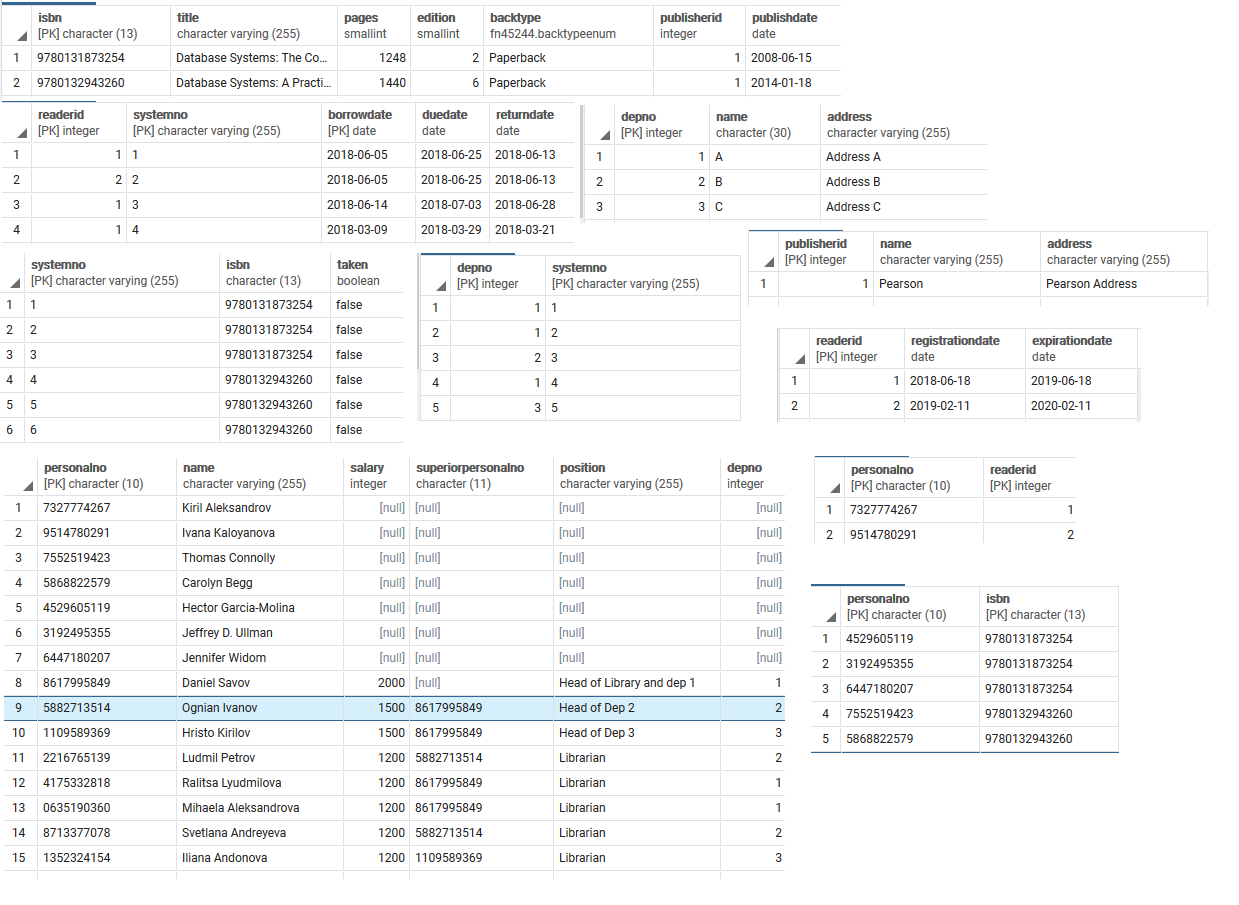 isbn title pages edition backtype publisherid publishdate
[PK] character (13) character varying (255) smallint smallint fn45244.backtypeenum integer date
1 9780131873254 Database Systems: The Co... 1248 2 Paperback 1 2008-06-15
2 9780132943260 Database Systems: A Practi... 1440 6 Paperback 1 2014-01-18
readerid systemno borrowdate duedate returndate
[PK] integer [PK] character varying (255) [PK] date date date
1 1 1 2018-06-05 2018-06-25 2018-06-13
2 2 2 2018-06-05 2018-06-25 2018-06-13
3 1 3 2018-06-14 2018-07-03 2018-06-28
4 1 4 2018-03-09 2018-03-29 2018-03-21
depno name address
[PK] integer character (30) character varying (255)
1 1 A Address A
2 2 B Address B
3 3 C Address C
publisherid name address
[PK] integer character varying (255) character varying (255)
1 1 Pearson Pearson Address
systemno isbn taken
[PK] character varying (255) character (13) boolean
1 1 9780131873254 false
2 2 9780131873254 false
3 3 9780131873254 false
4 4 9780132943260 false
5 5 9780132943260 false
6 6 9780132943260 false
depno systemno
[PK] integer [PK] character varying (255)
1 1 1
2 1 2
3 2 3
4 1 4
5 3 5
readerid registrationdate expirationdate
[PK] integer date date
1 1 2018-06-18 2019-06-18
2 2 2019-02-11 2020-02-11
personalno name salary superiorpersonalno position depno
[PK] character (10) character varying (255) integer character (11) character varying (255) integer
1 7327774267 Kiril Aleksandrov [null] [null] [null] [null]
2 9514780291 Ivana Kaloyanova [null] [null] [null] [null]
3 7552519423 Thomas Connolly [null] [null] [null] [null]
4 5868822579 Carolyn Begg [null] [null] [null] [null]
5 4529605119 Hector Garcia-Molina [null] [null] [null] [null]
6 3192495355 Jeffrey D. Ullman [null] [null] [null] [null]
7 6447180207 Jennifer Widom [null] [null] [null] [null]
8 8617995849 Daniel Savov 2000 [null] Head of Library and dep 1 1
9 5882713514 Ognian Ivanov 1500 8617995849 Head of Dep 2 2
10 1109589369 Hristo Kirilov 1500 8617995849 Head of Dep 3 3
11 2216765139 Ludmil Petrov 1200 5882713514 Librarian 2
12 4175332818 Ralitsa Lyudmilova 1200 8617995849 Librarian 1
13 0635190360 Mihaela Aleksandrova 1200 8617995849 Librarian 1
14 8713377078 Svetlana Andreyeva 1200 5882713514 Librarian 2
15 1352324154 Iliana Andonova 1200 1109589369 Librarian 3
personalno readerid
[PK] character (10) [PK] integer
1 7327774267 1
2 9514780291 2
personalno isbn
[PK] character (10) [PK] character (13)
1 4529605119 9780131873254
2 3192495355 9780131873254
3 6447180207 9780131873254
4 7552519423 9780132943260
5 5868822579 9780132943260